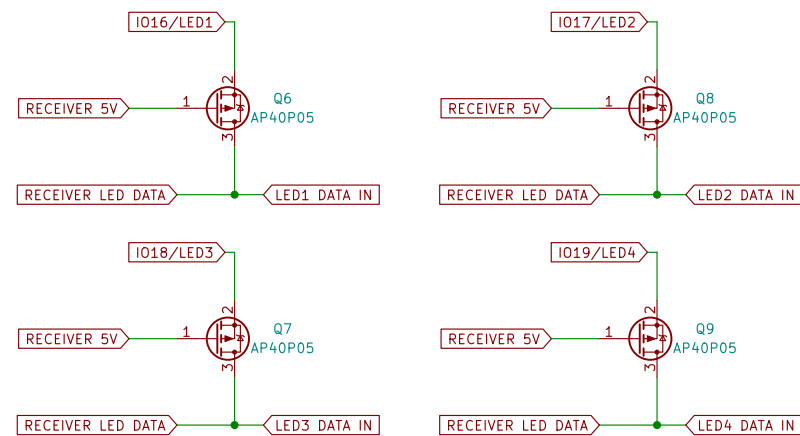 IO16/LED1
2
RECEIVER 5V
1
Q6
AP40P05
3
RECEIVER LED DATA
LED1 DATA IN
IO17/LED2
2
RECEIVER 5V
1
Q8
AP40P05
3
RECEIVER LED DATA
LED2 DATA IN
IO18/LED3
2
RECEIVER 5V
1
Q7
AP40P05
3
RECEIVER LED DATA
LED3 DATA IN
IO19/LED4
2
RECEIVER 5V
1
Q9
AP40P05
3
RECEIVER LED DATA
LED4 DATA IN